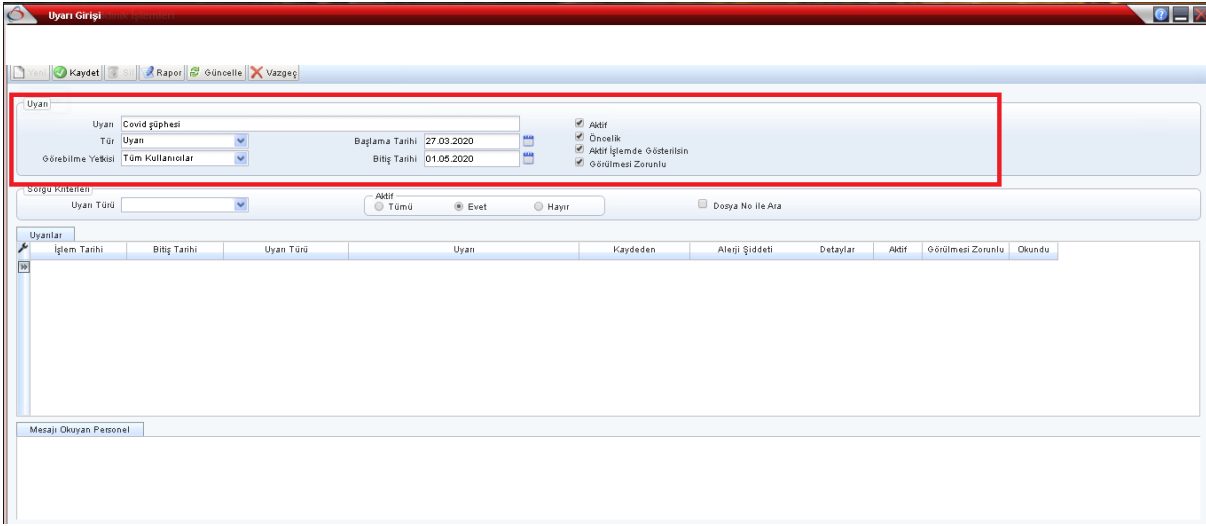 Uyarı Girişi
Yeni Kaydet Sil Rapor Güncelle Vazgeç
Uyarı
Uyarı Covid şüphesi Aktif
Tür Uyarı Başlama Tarihi 27.03.2020 Öncelik
Görebilme Yetkisi Tüm Kullanıcılar Bitiş Tarihi 01.05.2020 Aktif İşlemde Gösterilsin
Görülmesi Zorunlu
Sorgu Kriterleri
Uyarı Türü Aktif Tümü Evet Hayır Dosya No ile Ara
Uyarılar
İşlem Tarihi Bitiş Tarihi Uyarı Türü Uyarı Kaydeden Alerji Şiddeti Detaylar Aktif Görülmesi Zorunlu Okundu
Mesajı Okuyan Personel